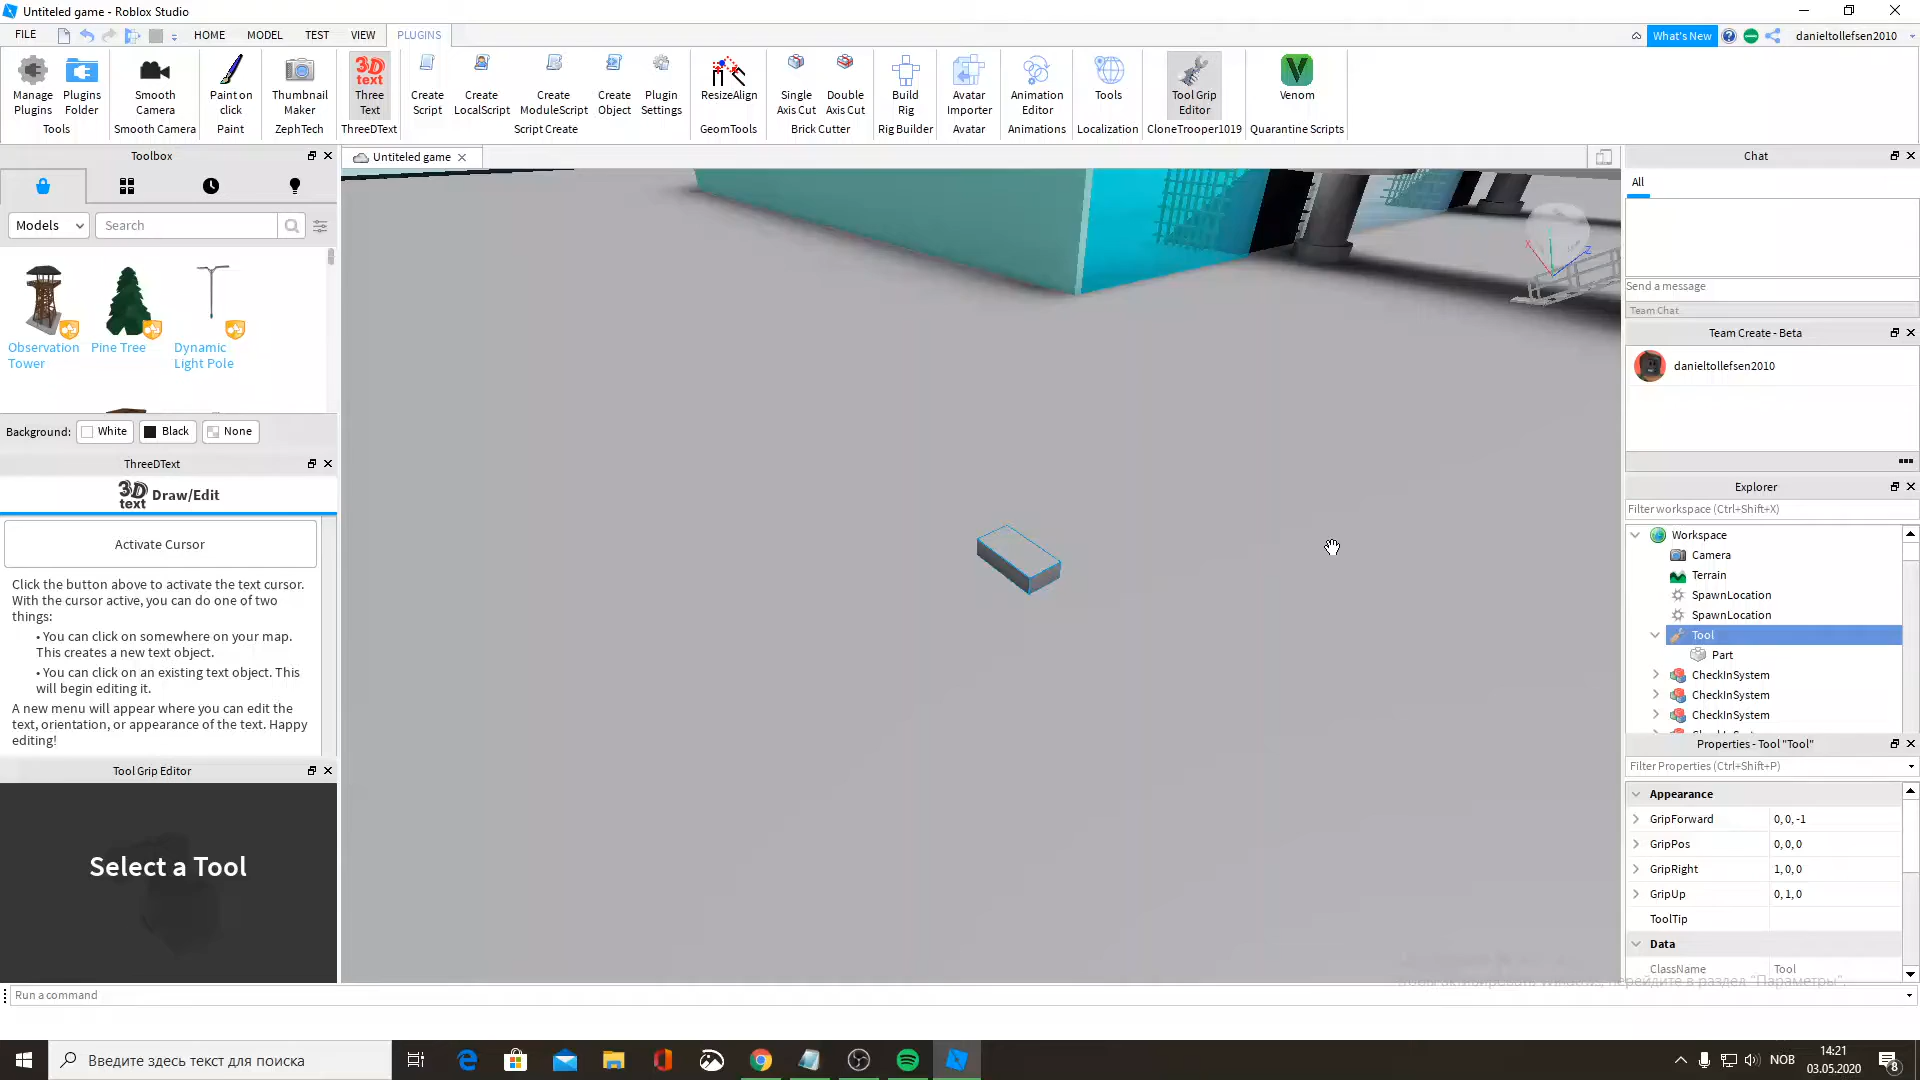 Untiteled game - Roblox Studio
FILE HOME MODEL TEST VIEW PLUGINS What's New danieltollefsen2010
Manage Plugins
Plugins Folder
Tools
Smooth Camera
Smooth Camera
Paint on click
Paint
Thumbnail Maker
ZephTech
3D text
Three Text
ThreeDText
Create Script
Create LocalScript
Create ModuleScript
Create Object
Plugin Settings
Script Create
ResizeAlign
GeomTools
Single Axis Cut
Double Axis Cut
Brick Cutter
Build Rig
Rig Builder
Avatar Importer
Avatar
Animation Editor
Animations
Tools
Localization
Tool Grip Editor
CloneTrooper1019
Venom
Quarantine Scripts
Toolbox
Models
Search
Observation Tower
Pine Tree
Dynamic Light Pole
Background: White Black None
ThreeDText
3D text Draw/Edit
Activate Cursor
Click the button above to activate the text cursor.
With the cursor active, you can do one of two
things:
• You can click on somewhere on your map.
This creates a new text object.
• You can click on an existing text object. This
will begin editing it.
A new menu will appear where you can edit the
text, orientation, or appearance of the text. Happy
editing!
Tool Grip Editor
Select a Tool
Untiteled game
X
Z
Chat
All
Send a message
Team Chat
Team Create - Beta
danieltollefsen2010
Explorer
Filter workspace (Ctrl+Shift+X)
Workspace
Camera
Terrain
SpawnLocation
SpawnLocation
Tool
Part
CheckInSystem
CheckInSystem
CheckInSystem
Properties - Tool "Tool"
Filter Properties (Ctrl+Shift+P)
Appearance
GripForward 0, 0, -1
GripPos 0, 0, 0
GripRight 1, 0, 0
GripUp 0, 1, 0
ToolTip
Data
ClassName Tool
перейдите в раздел "Параметры".
Run a command
Введите здесь текст для поиска
NOB
14:21
03.05.2020
8